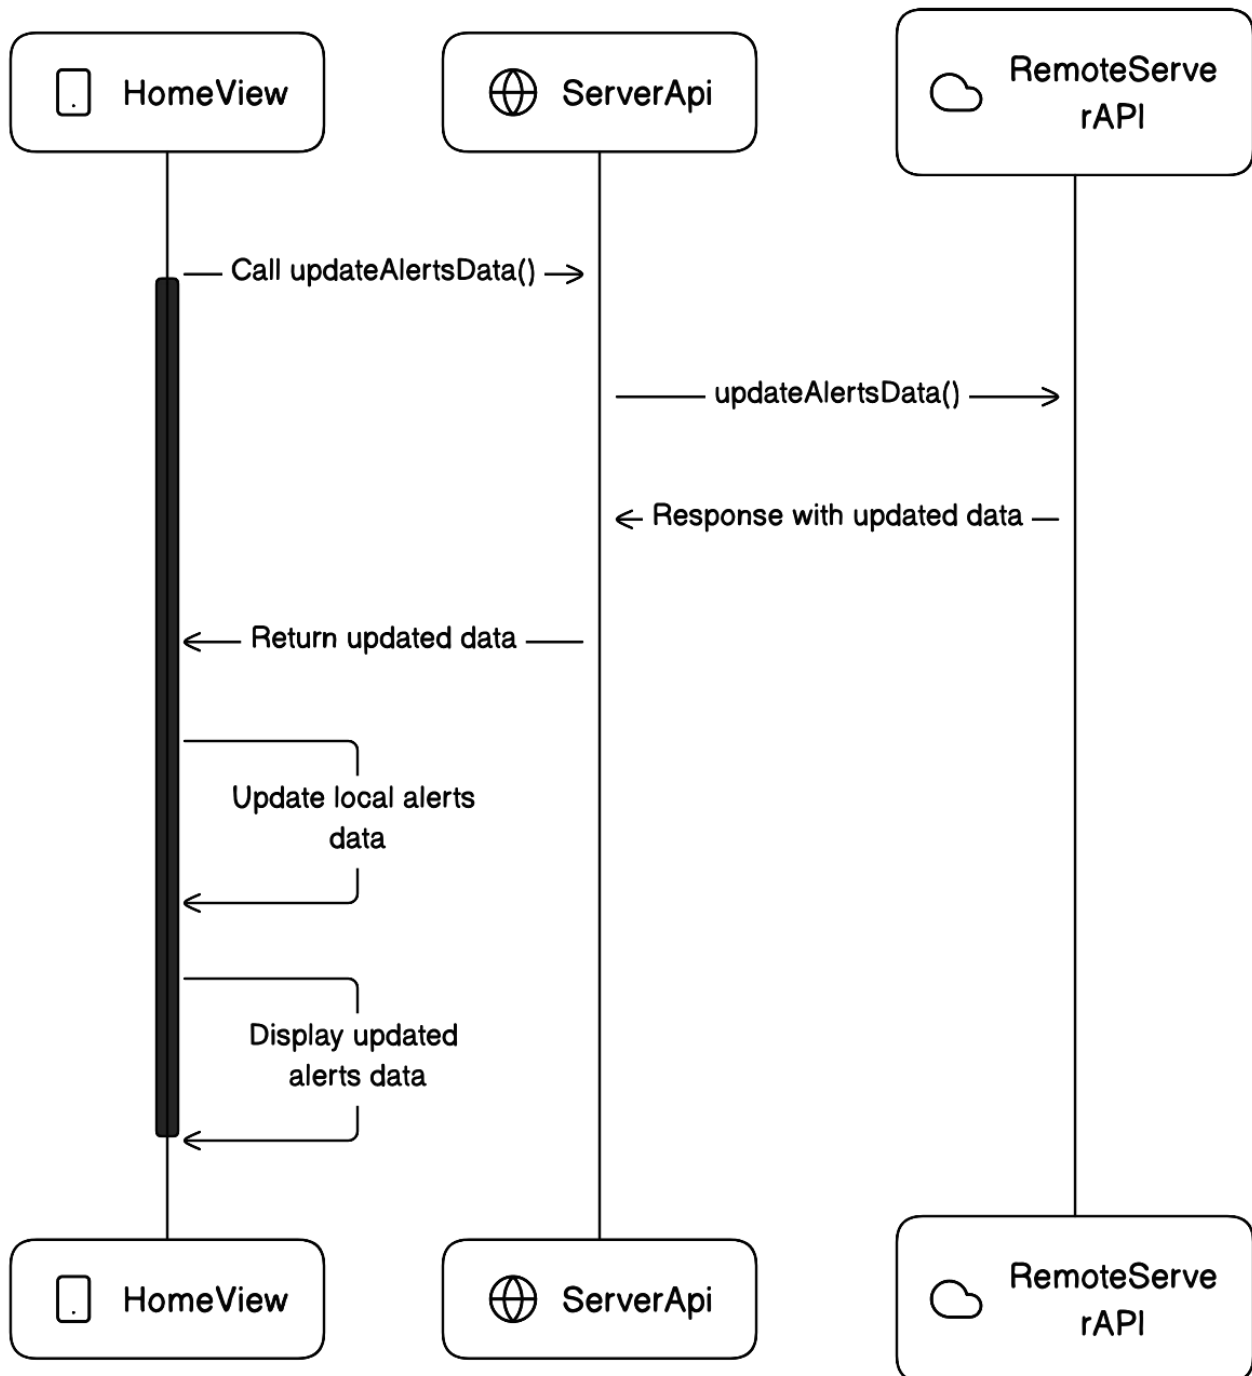 HomeView
ServerApi
RemoteServe
rAPI
Call updateAlertsData()
updateAlertsData()
Response with updated data
Return updated data
Update local alerts
data
Display updated
alerts data
HomeView
ServerApi
RemoteServe
rAPI